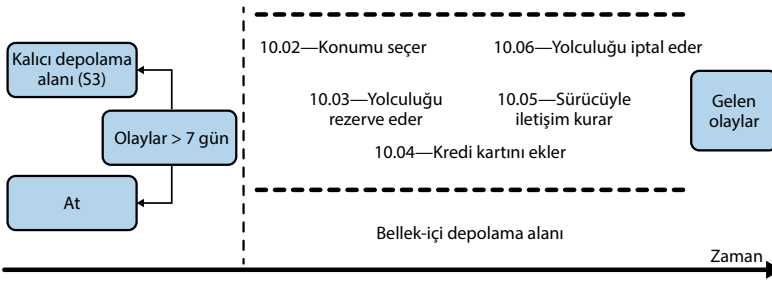 Kalıcı depolama
alanı (S3)
Olaylar > 7 gün
At
10.02—Konumu seçer
10.06—Yolculuğu iptal eder
10.03—Yolculuğu
rezerve eder
10.05—Sürücüyle
iletişim kurar
10.04—Kredi kartını ekler
Gelen
olaylar
Bellek-içi depolama alanı
Zaman